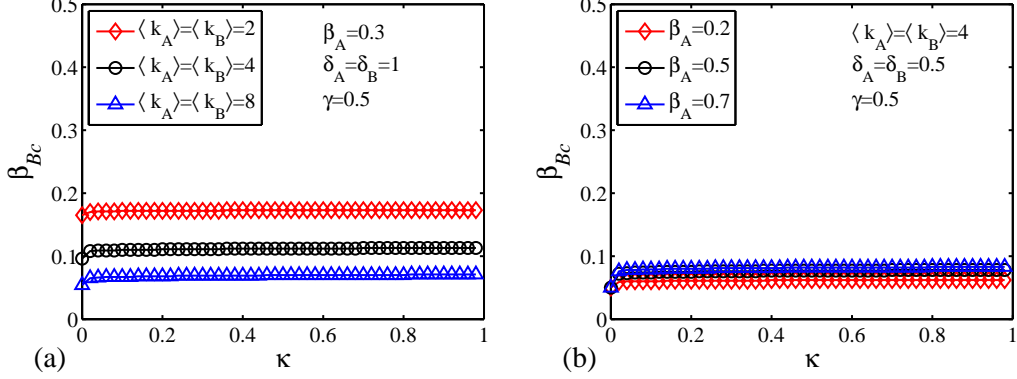 0.5
0.4
0.3
0.2
0.1
0
β_Bc
⟨ k_A⟩=⟨ k_B⟩=2
⟨ k_A⟩=⟨ k_B⟩=4
⟨ k_A⟩=⟨ k_B⟩=8
β_A=0.3
δ_A=δ_B=1
γ=0.5
0 0.2 0.4 0.6 0.8 1
κ
(a)
0.5
0.4
0.3
0.2
0.1
0
β_Bc
β_A=0.2
β_A=0.5
β_A=0.7
⟨ k_A⟩=⟨ k_B⟩=4
δ_A=δ_B=0.5
γ=0.5
0 0.2 0.4 0.6 0.8 1
κ
(b)